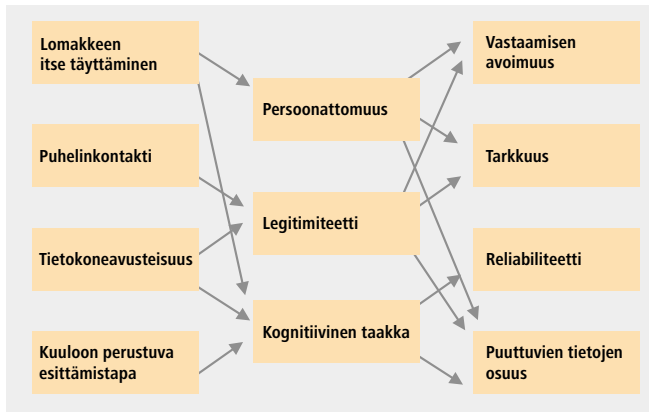 Lomakkeen
itse täyttäminen
Puhelinkontakti
Tietokoneavusteisuus
Kuuloon perustuva
esittämistapa
Persoonattomuus
Legitimiteetti
Kognitiivinen taakka
Vastaamisen
avoimuus
Tarkkuus
Reliabiliteetti
Puuttuvien tietojen
osuus